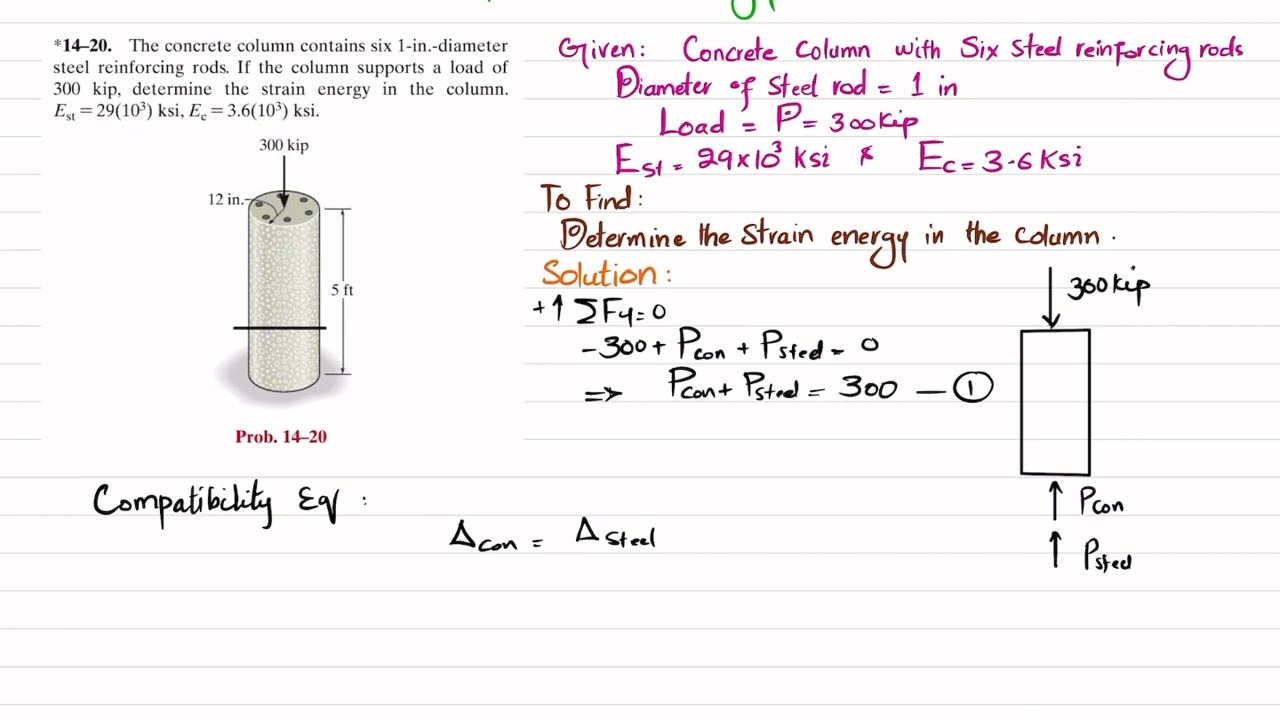 *14–20. The concrete column contains six 1-in.-diameter
steel reinforcing rods. If the column supports a load of
300 kip, determine the strain energy in the column.
Est = 29(10³) ksi, Ec = 3.6(10³) ksi.
300 kip
12 in.
5 ft
Prob. 14–20
Given: Concrete Column with Six Steel reinforcing rods
Diameter of Steel rod = 1 in
Load = P = 300kip
Est = 29x10³ Ksi & Ec = 3.6 Ksi
To Find:
Determine the Strain energy in the Column.
Solution:
+↑ ΣFy = 0
-300 + Pcon + Psteel = 0
=> Pcon + Psteel = 300 — ①
300kip
Pcon
Psteel
Compatibility Eq :
Δcon = Δsteel